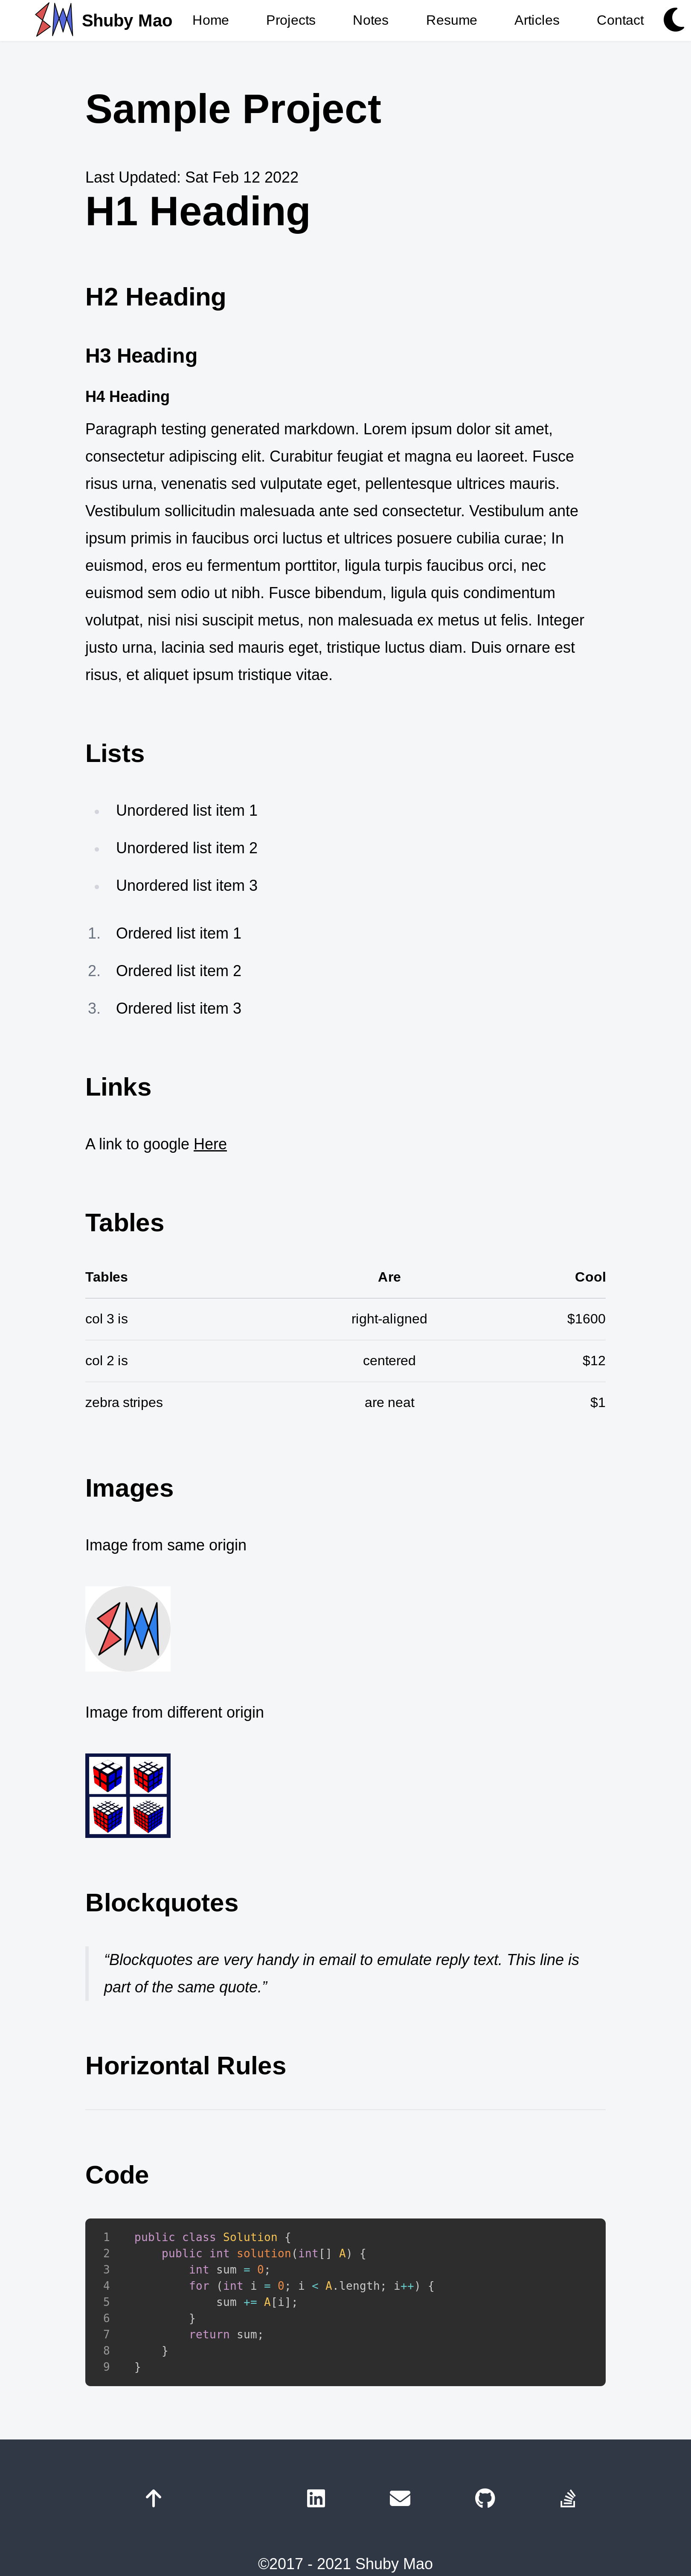 Shuby Mao Home Projects Notes Resume Articles Contact
Sample Project
Last Updated: Sat Feb 12 2022
H1 Heading
H2 Heading
H3 Heading
H4 Heading
Paragraph testing generated markdown. Lorem ipsum dolor sit amet,
consectetur adipiscing elit. Curabitur feugiat et magna eu laoreet. Fusce
risus urna, venenatis sed vulputate eget, pellentesque ultrices mauris.
Vestibulum sollicitudin malesuada ante sed consectetur. Vestibulum ante
ipsum primis in faucibus orci luctus et ultrices posuere cubilia curae; In
euismod, eros eu fermentum porttitor, ligula turpis faucibus orci, nec
euismod sem odio ut nibh. Fusce bibendum, ligula quis condimentum
volutpat, nisi nisi suscipit metus, non malesuada ex metus ut felis. Integer
justo urna, lacinia sed mauris eget, tristique luctus diam. Duis ornare est
risus, et aliquet ipsum tristique vitae.
Lists
Unordered list item 1
Unordered list item 2
Unordered list item 3
1. Ordered list item 1
2. Ordered list item 2
3. Ordered list item 3
Links
A link to google Here
Tables
Tables Are Cool
col 3 is right-aligned $1600
col 2 is centered $12
zebra stripes are neat $1
Images
Image from same origin
SM
Image from different origin
Blockquotes
“Blockquotes are very handy in email to emulate reply text. This line is
part of the same quote.”
Horizontal Rules
Code
1 public class Solution {
2     public int solution(int[] A) {
3         int sum = 0;
4         for (int i = 0; i < A.length; i++) {
5             sum += A[i];
6         }
7         return sum;
8     }
9 }
©2017 - 2021 Shuby Mao